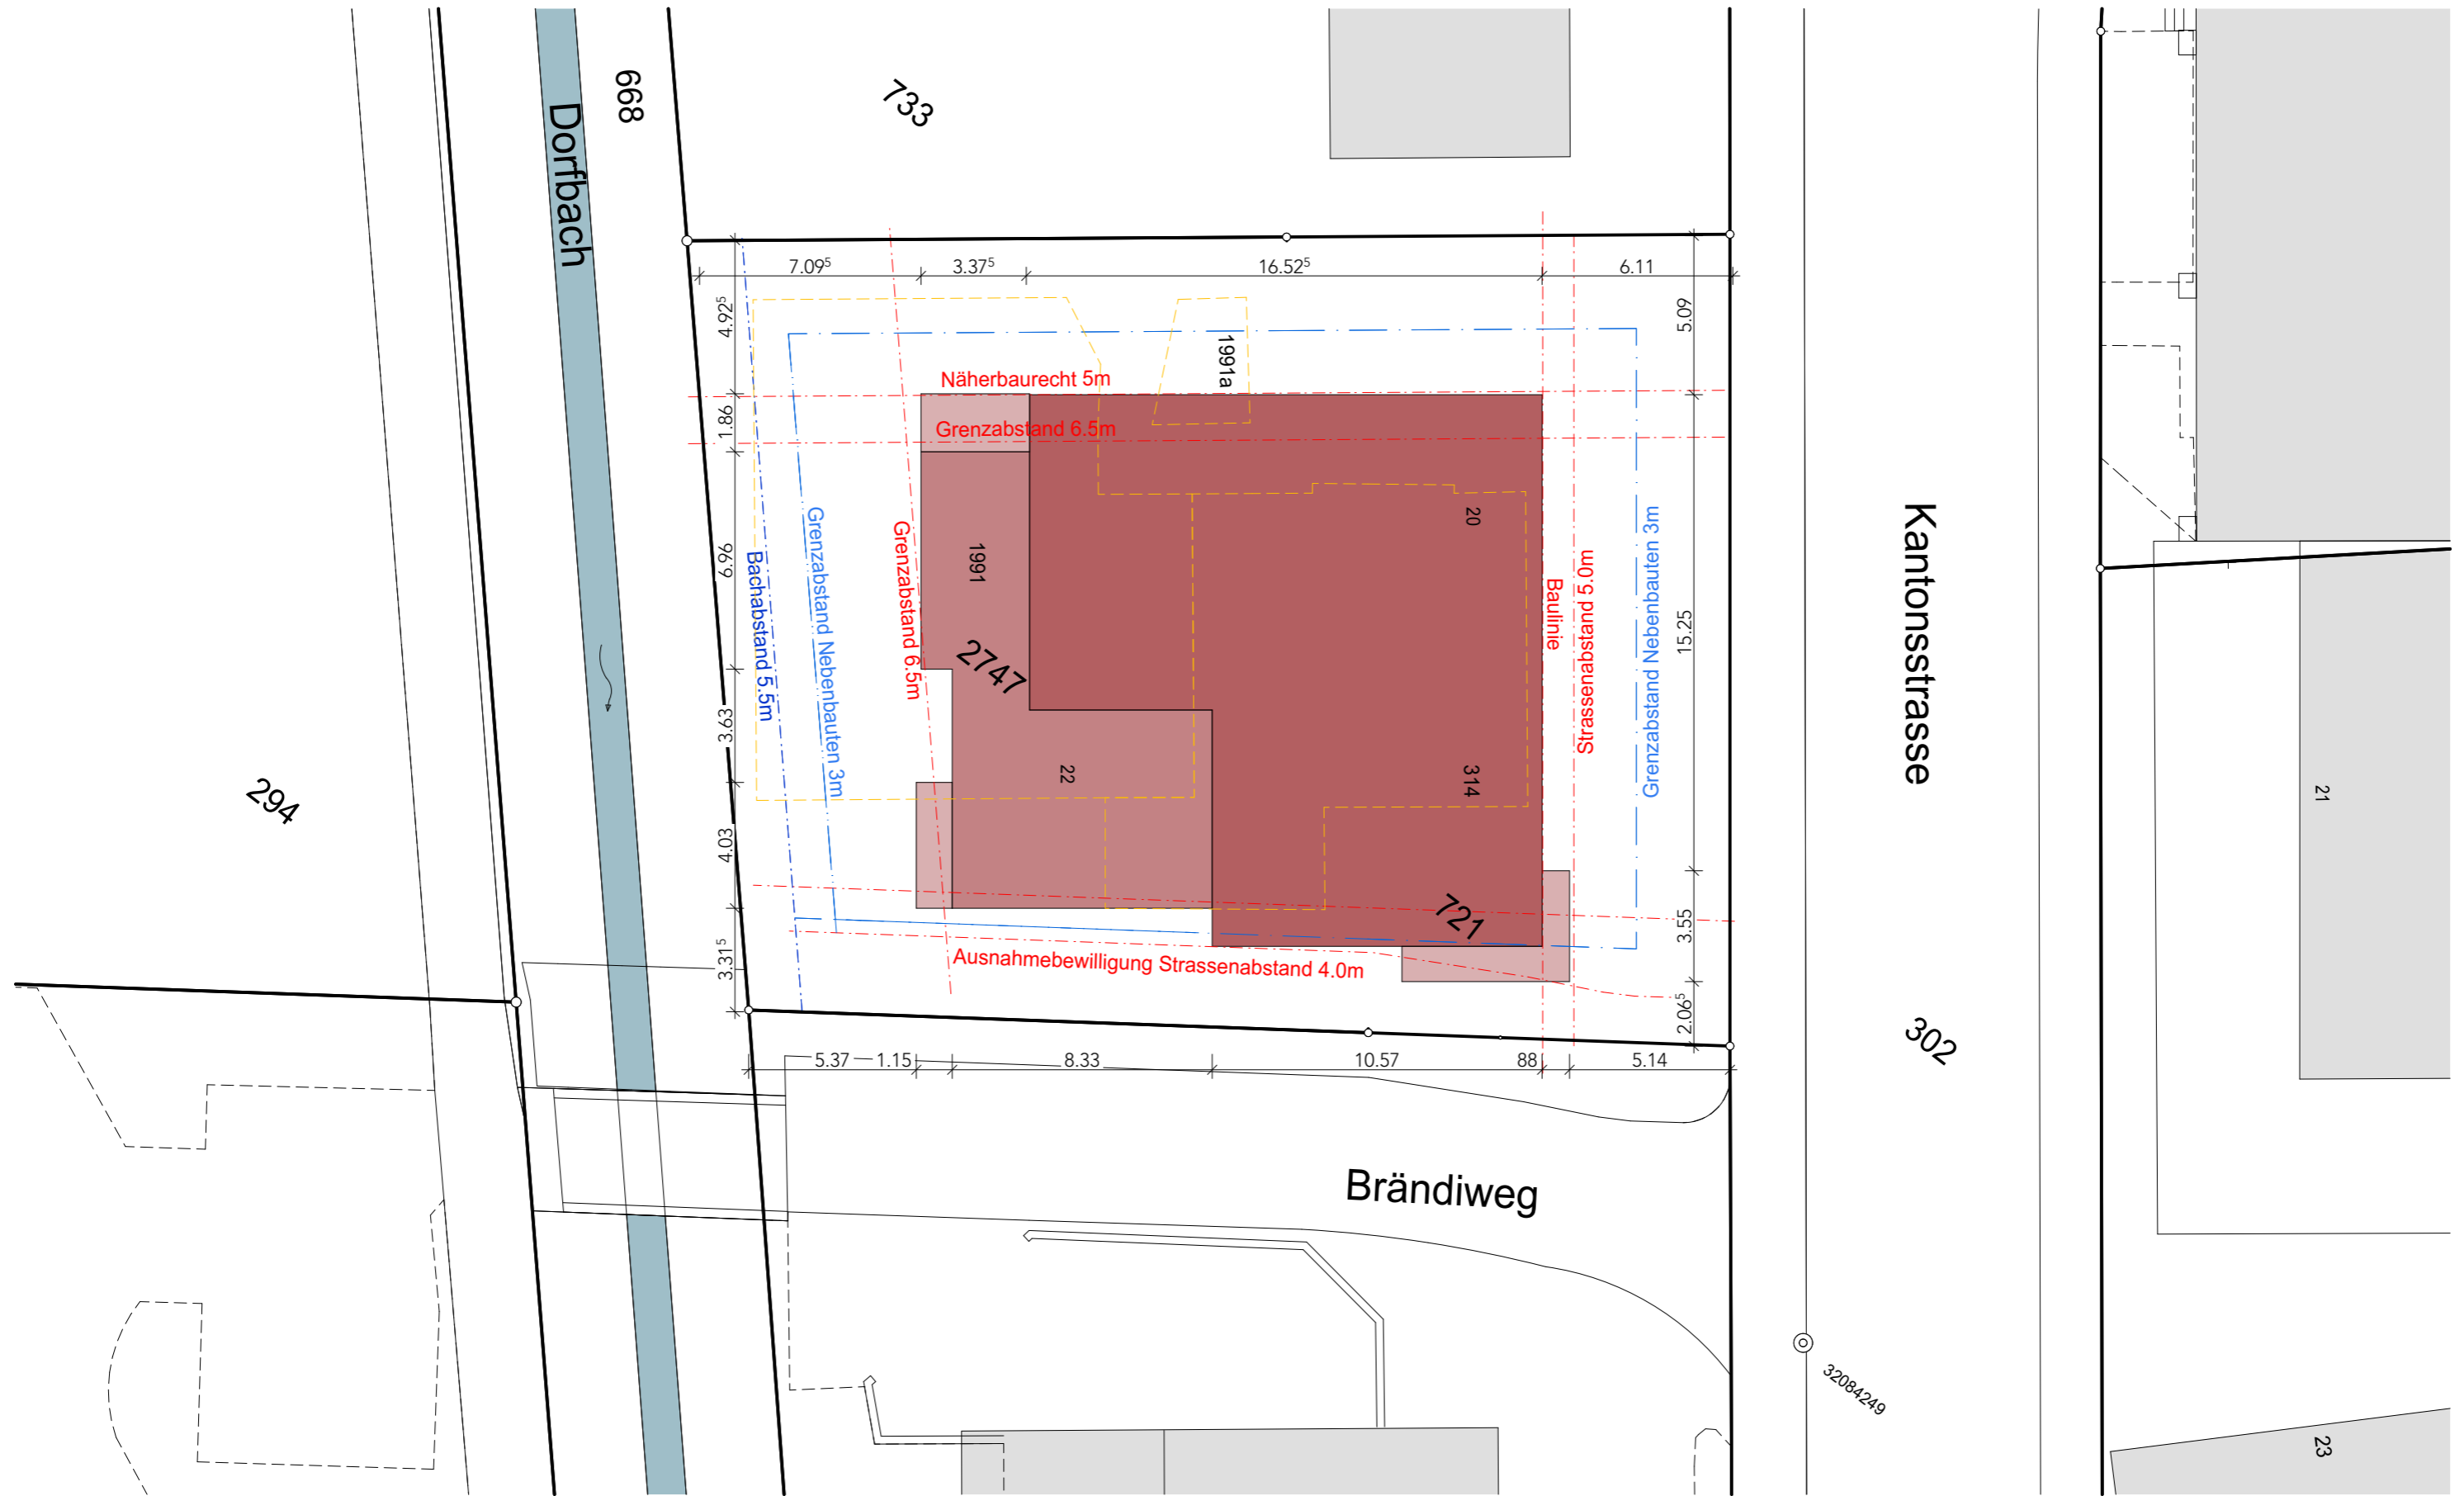 668
733
Dorfbach
7.09⁵
3.37⁵
16.52⁵
6.11
4.92⁵
5.09
1991a
Näherbaurecht 5m
1.86
Grenzabstand 6.5m
20
Kantonsstrasse
Grenzabstand Nebenbauten 3m
Grenzabstand 6.5m
1991
6.96
Bachabstand 5.5m
Baulinie
Strassenabstand 5.0m
Grenzabstand Nebenbauten 3m
15.25
2747
3.63
22
314
294
21
4.03
721
3.55
3.31⁵
Ausnahmebewilligung Strassenabstand 4.0m
2.06⁵
302
5.37
1.15
8.33
10.57
88
5.14
Brändiweg
32084249
23